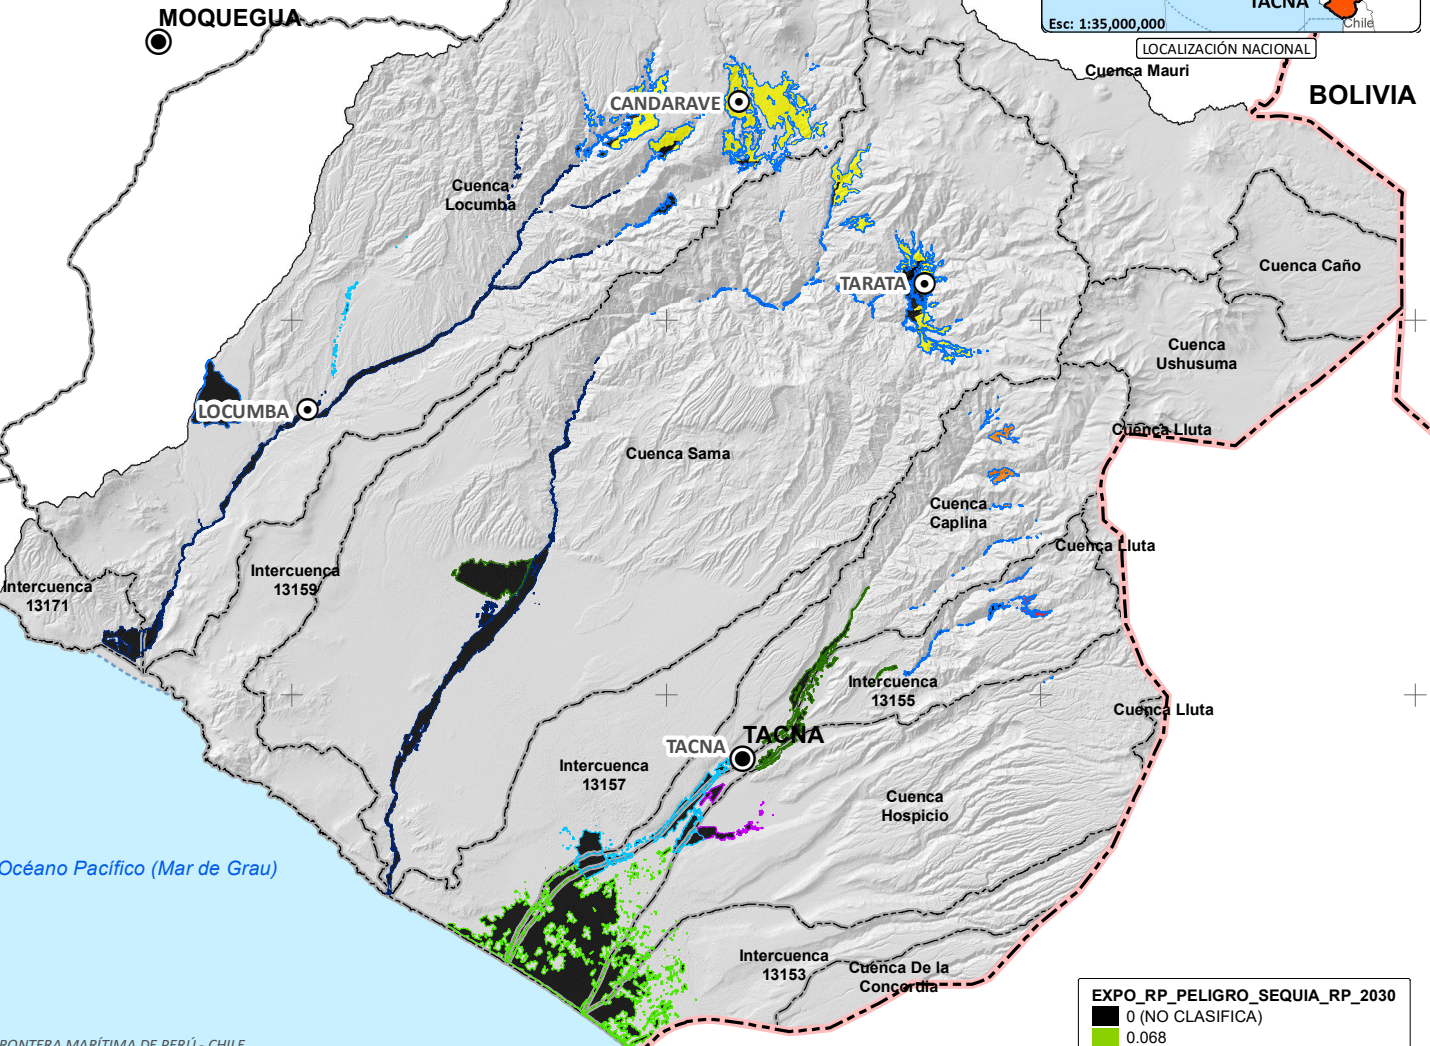 MOQUEGUA
TACNA
Chile
Esc: 1:35,000,000
LOCALIZACIÓN NACIONAL
Cuenca Mauri
BOLIVIA
CANDARAVE
Cuenca
Locumba
Cuenca Caño
TARATA
Cuenca
Ushusuma
LOCUMBA
Cuenca Lluta
Cuenca Sama
Cuenca
Caplina
Cuenca Lluta
Intercuenca
13171
Intercuenca
13159
Intercuenca
13155
Cuenca Lluta
TACNA
TACNA
Intercuenca
13157
Cuenca
Hospicio
Océano Pacífico (Mar de Grau)
Intercuenca
13153
Cuenca De la
Concordia
EXPO_RP_PELIGRO_SEQUIA_RP_2030
0 (NO CLASIFICA)
0.068
RONTERA MARÍTIMA DE PERÚ - CHILE